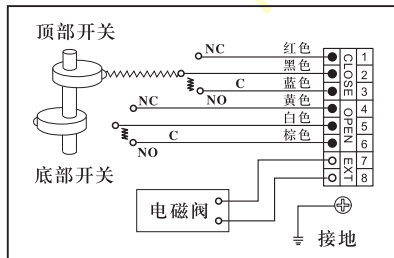 顶部开关
NC 红色 1
黑色 2
C 蓝色 3
NO
NC 黄色 4
白色 5
C 棕色 6
NO
CLOSE
OPEN
EXT
7
8
底部开关
电磁阀
接地